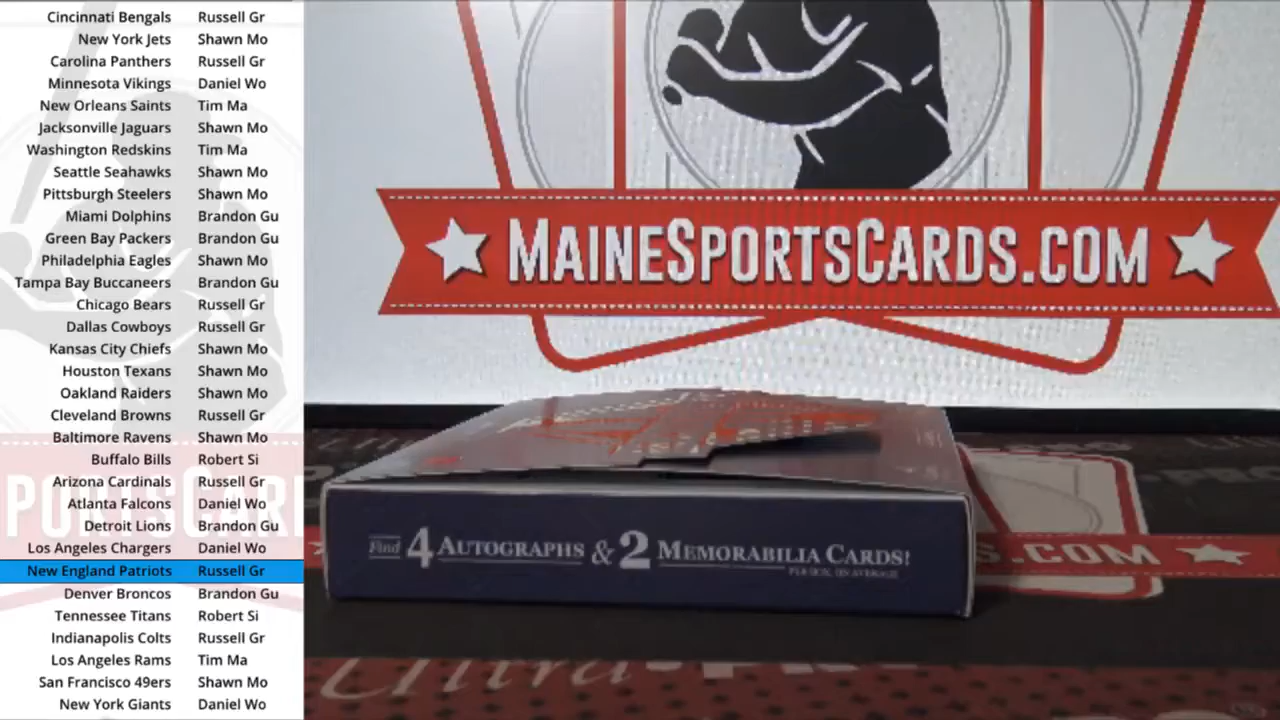 Cincinnati Bengals Russell Gr
New York Jets Shawn Mo
Carolina Panthers Russell Gr
Minnesota Vikings Daniel Wo
New Orleans Saints Tim Ma
Jacksonville Jaguars Shawn Mo
Washington Redskins Tim Ma
Seattle Seahawks Shawn Mo
Pittsburgh Steelers Shawn Mo
Miami Dolphins Brandon Gu
Green Bay Packers Brandon Gu
Philadelphia Eagles Shawn Mo
Tampa Bay Buccaneers Brandon Gu
Chicago Bears Russell Gr
Dallas Cowboys Russell Gr
Kansas City Chiefs Shawn Mo
Houston Texans Shawn Mo
Oakland Raiders Shawn Mo
Cleveland Browns Russell Gr
Baltimore Ravens Shawn Mo
Buffalo Bills Robert Si
Arizona Cardinals Russell Gr
Atlanta Falcons Daniel Wo
Detroit Lions Brandon Gu
Los Angeles Chargers Daniel Wo
New England Patriots Russell Gr
Denver Broncos Brandon Gu
Tennessee Titans Robert Si
Indianapolis Colts Russell Gr
Los Angeles Rams Tim Ma
San Francisco 49ers Shawn Mo
New York Giants Daniel Wo
PORTSCAR
MAINESPORTSCARDS.COM
Find 4 AUTOGRAPHS & 2 MEMORABILIA CARDS!
PER BOX, ON AVERAGE
S.COM
Ultra